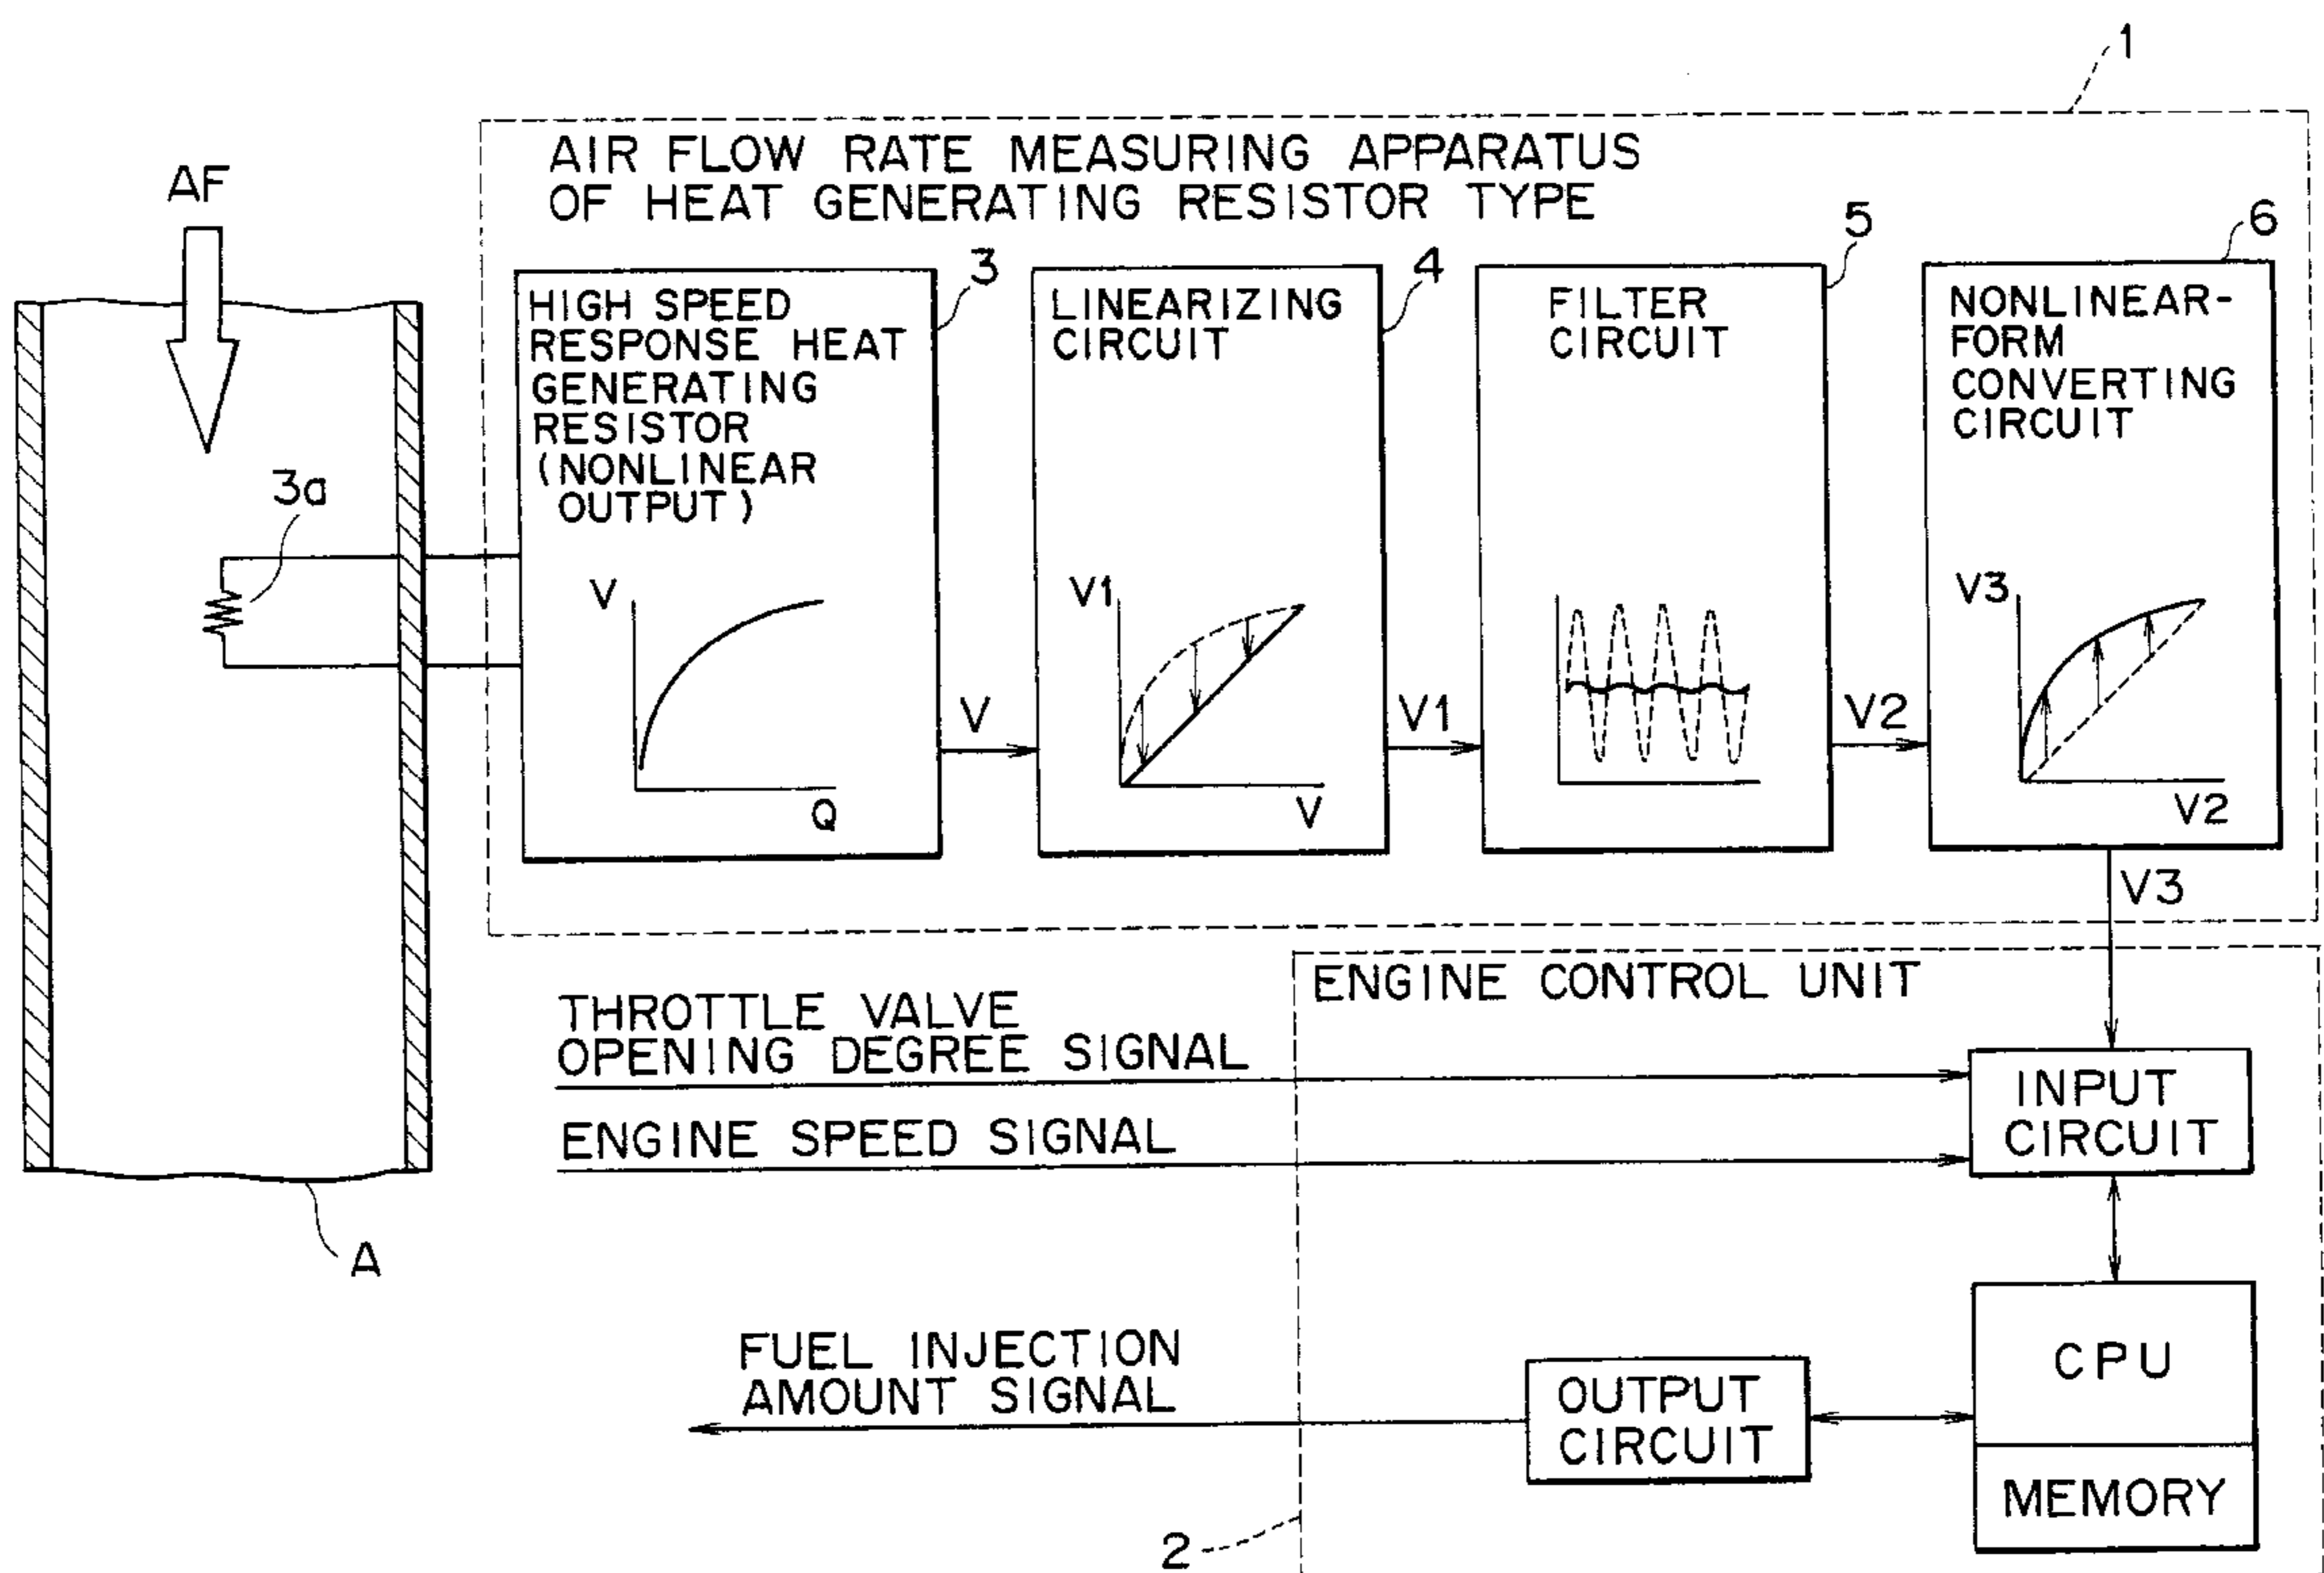 1
AIR FLOW RATE MEASURING APPARATUS
OF HEAT GENERATING RESISTOR TYPE
AF
3
4
5
6
HIGH SPEED
RESPONSE HEAT
GENERATING
RESISTOR
(NONLINEAR
OUTPUT)
LINEARIZING
CIRCUIT
FILTER
CIRCUIT
NONLINEAR-
FORM
CONVERTING
CIRCUIT
3a
V
Q
V
V1
V
V1
V2
V3
V2
V3
ENGINE CONTROL UNIT
THROTTLE VALVE
OPENING DEGREE SIGNAL
ENGINE SPEED SIGNAL
INPUT
CIRCUIT
A
FUEL INJECTION
AMOUNT SIGNAL
OUTPUT
CIRCUIT
CPU
MEMORY
2